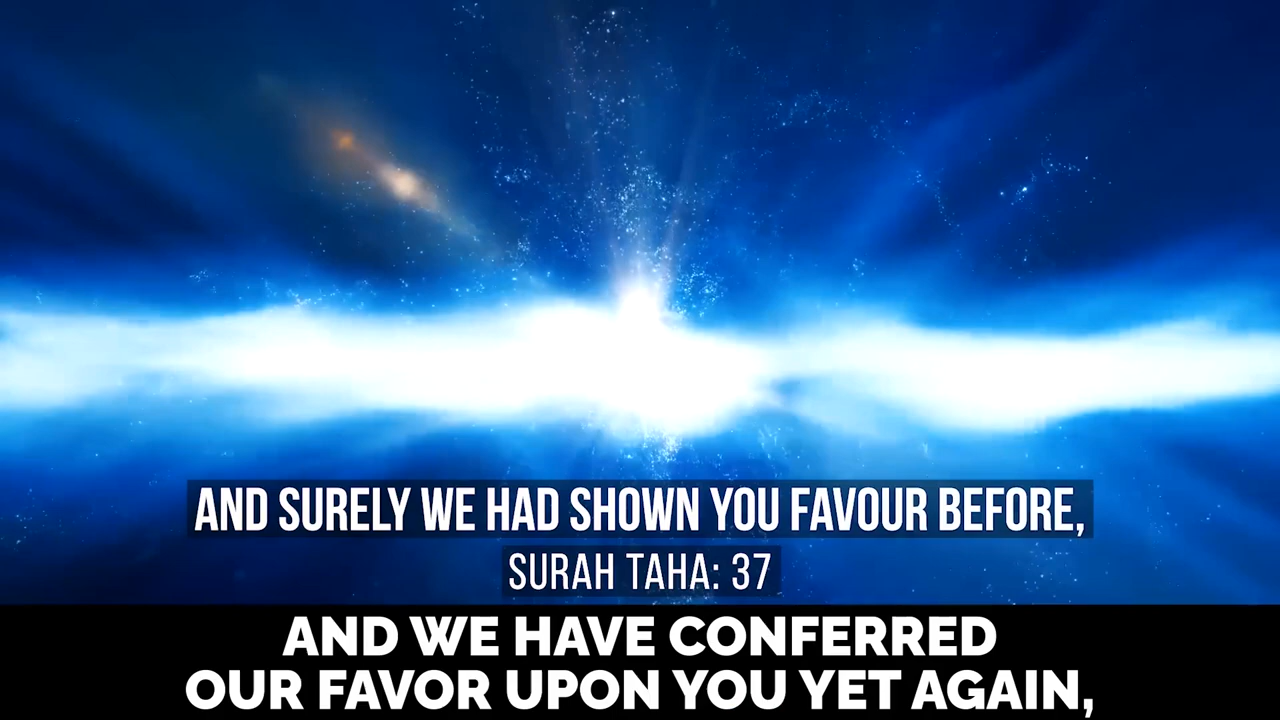 AND SURELY WE HAD SHOWN YOU FAVOUR BEFORE,
SURAH TAHA: 37
AND WE HAVE CONFERRED
OUR FAVOR UPON YOU YET AGAIN,